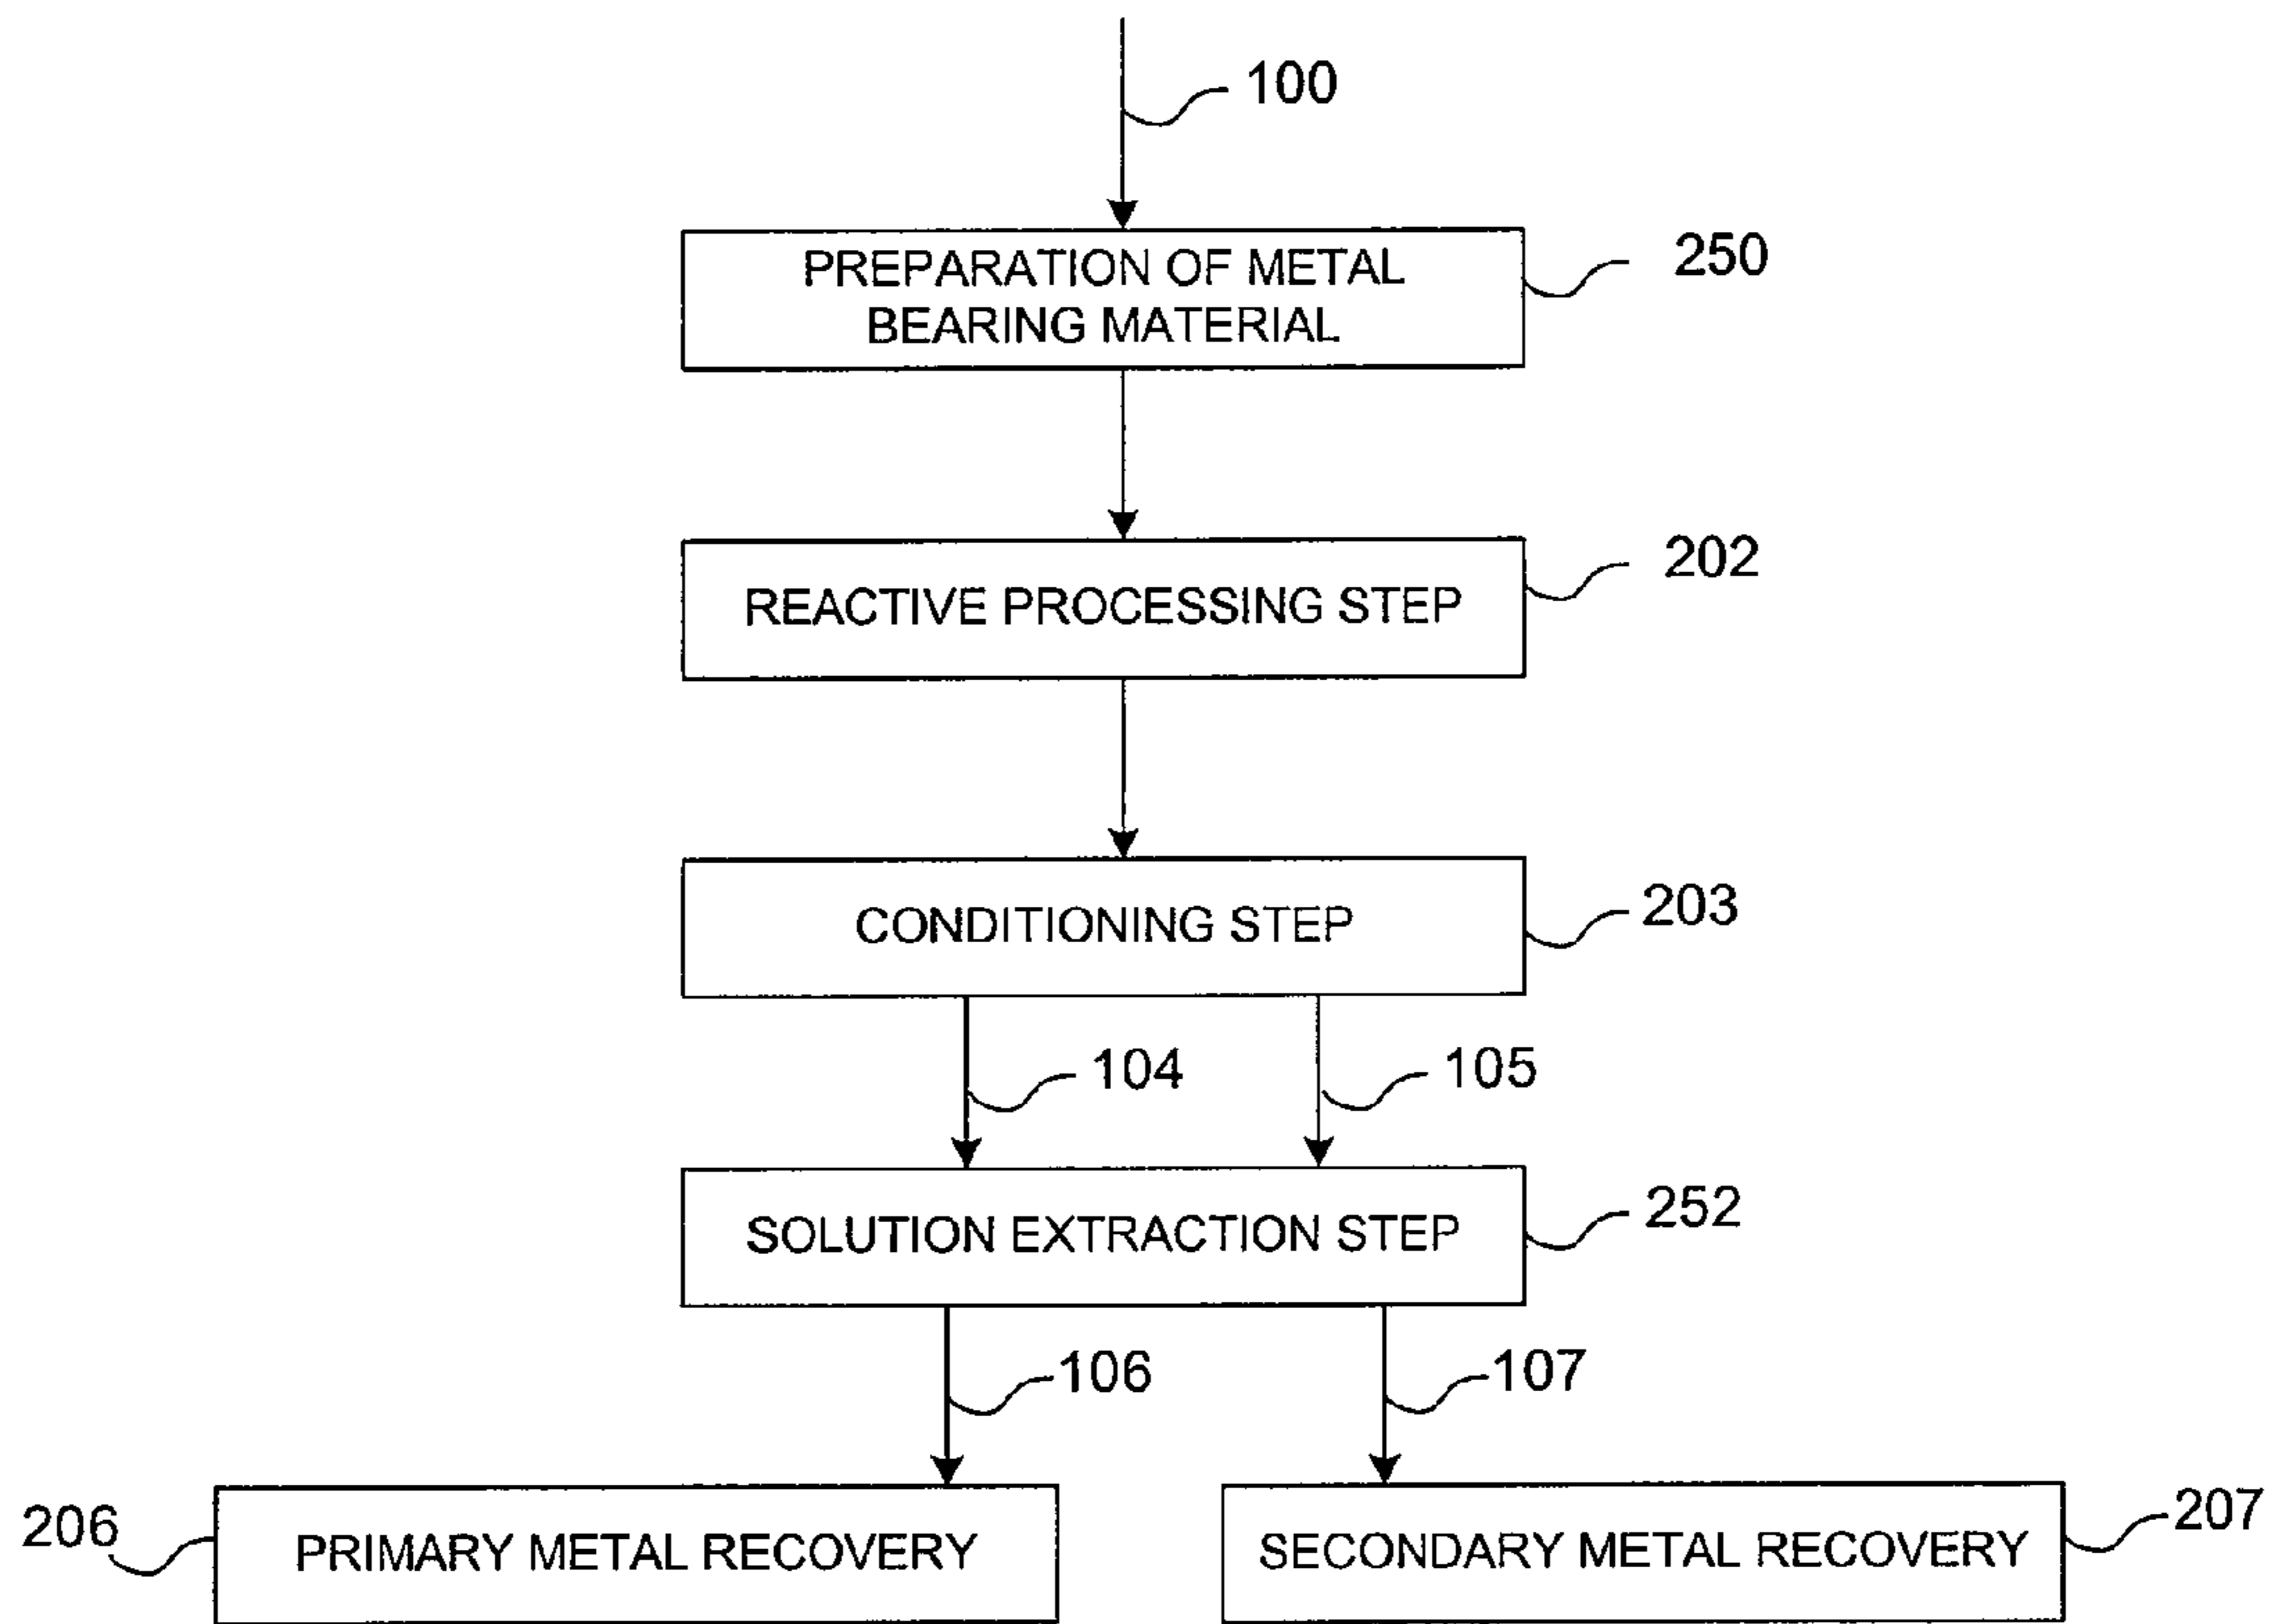 100
PREPARATION OF METAL
BEARING MATERIAL
250
REACTIVE PROCESSING STEP
202
CONDITIONING STEP
203
104
105
SOLUTION EXTRACTION STEP
252
106
107
206
PRIMARY METAL RECOVERY
SECONDARY METAL RECOVERY
207